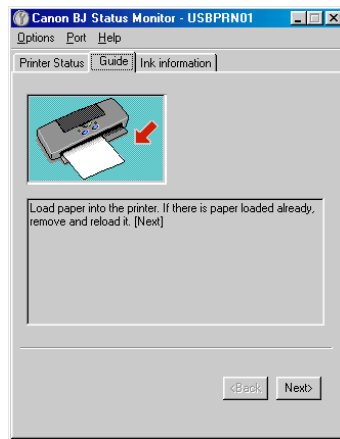 Canon BJ Status Monitor - USBPRN01
Options Port Help
Printer Status Guide Ink information
Load paper into the printer. If there is paper loaded already,
remove and reload it. [Next]
<Back Next>